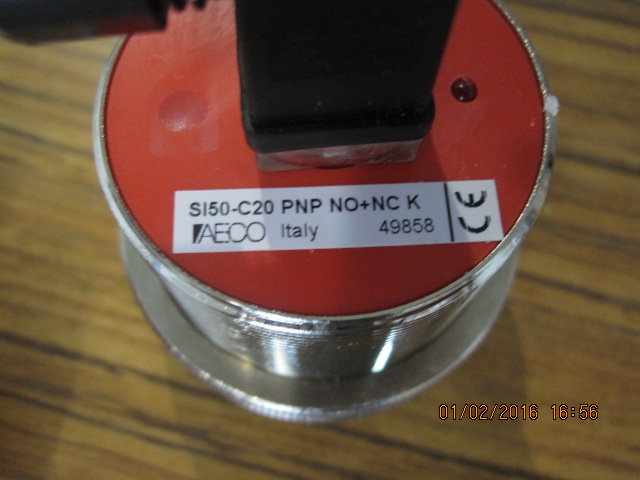 SI50-C20 PNP NO+NC K
AECO Italy 49858 CE
01/02/2016 16:56